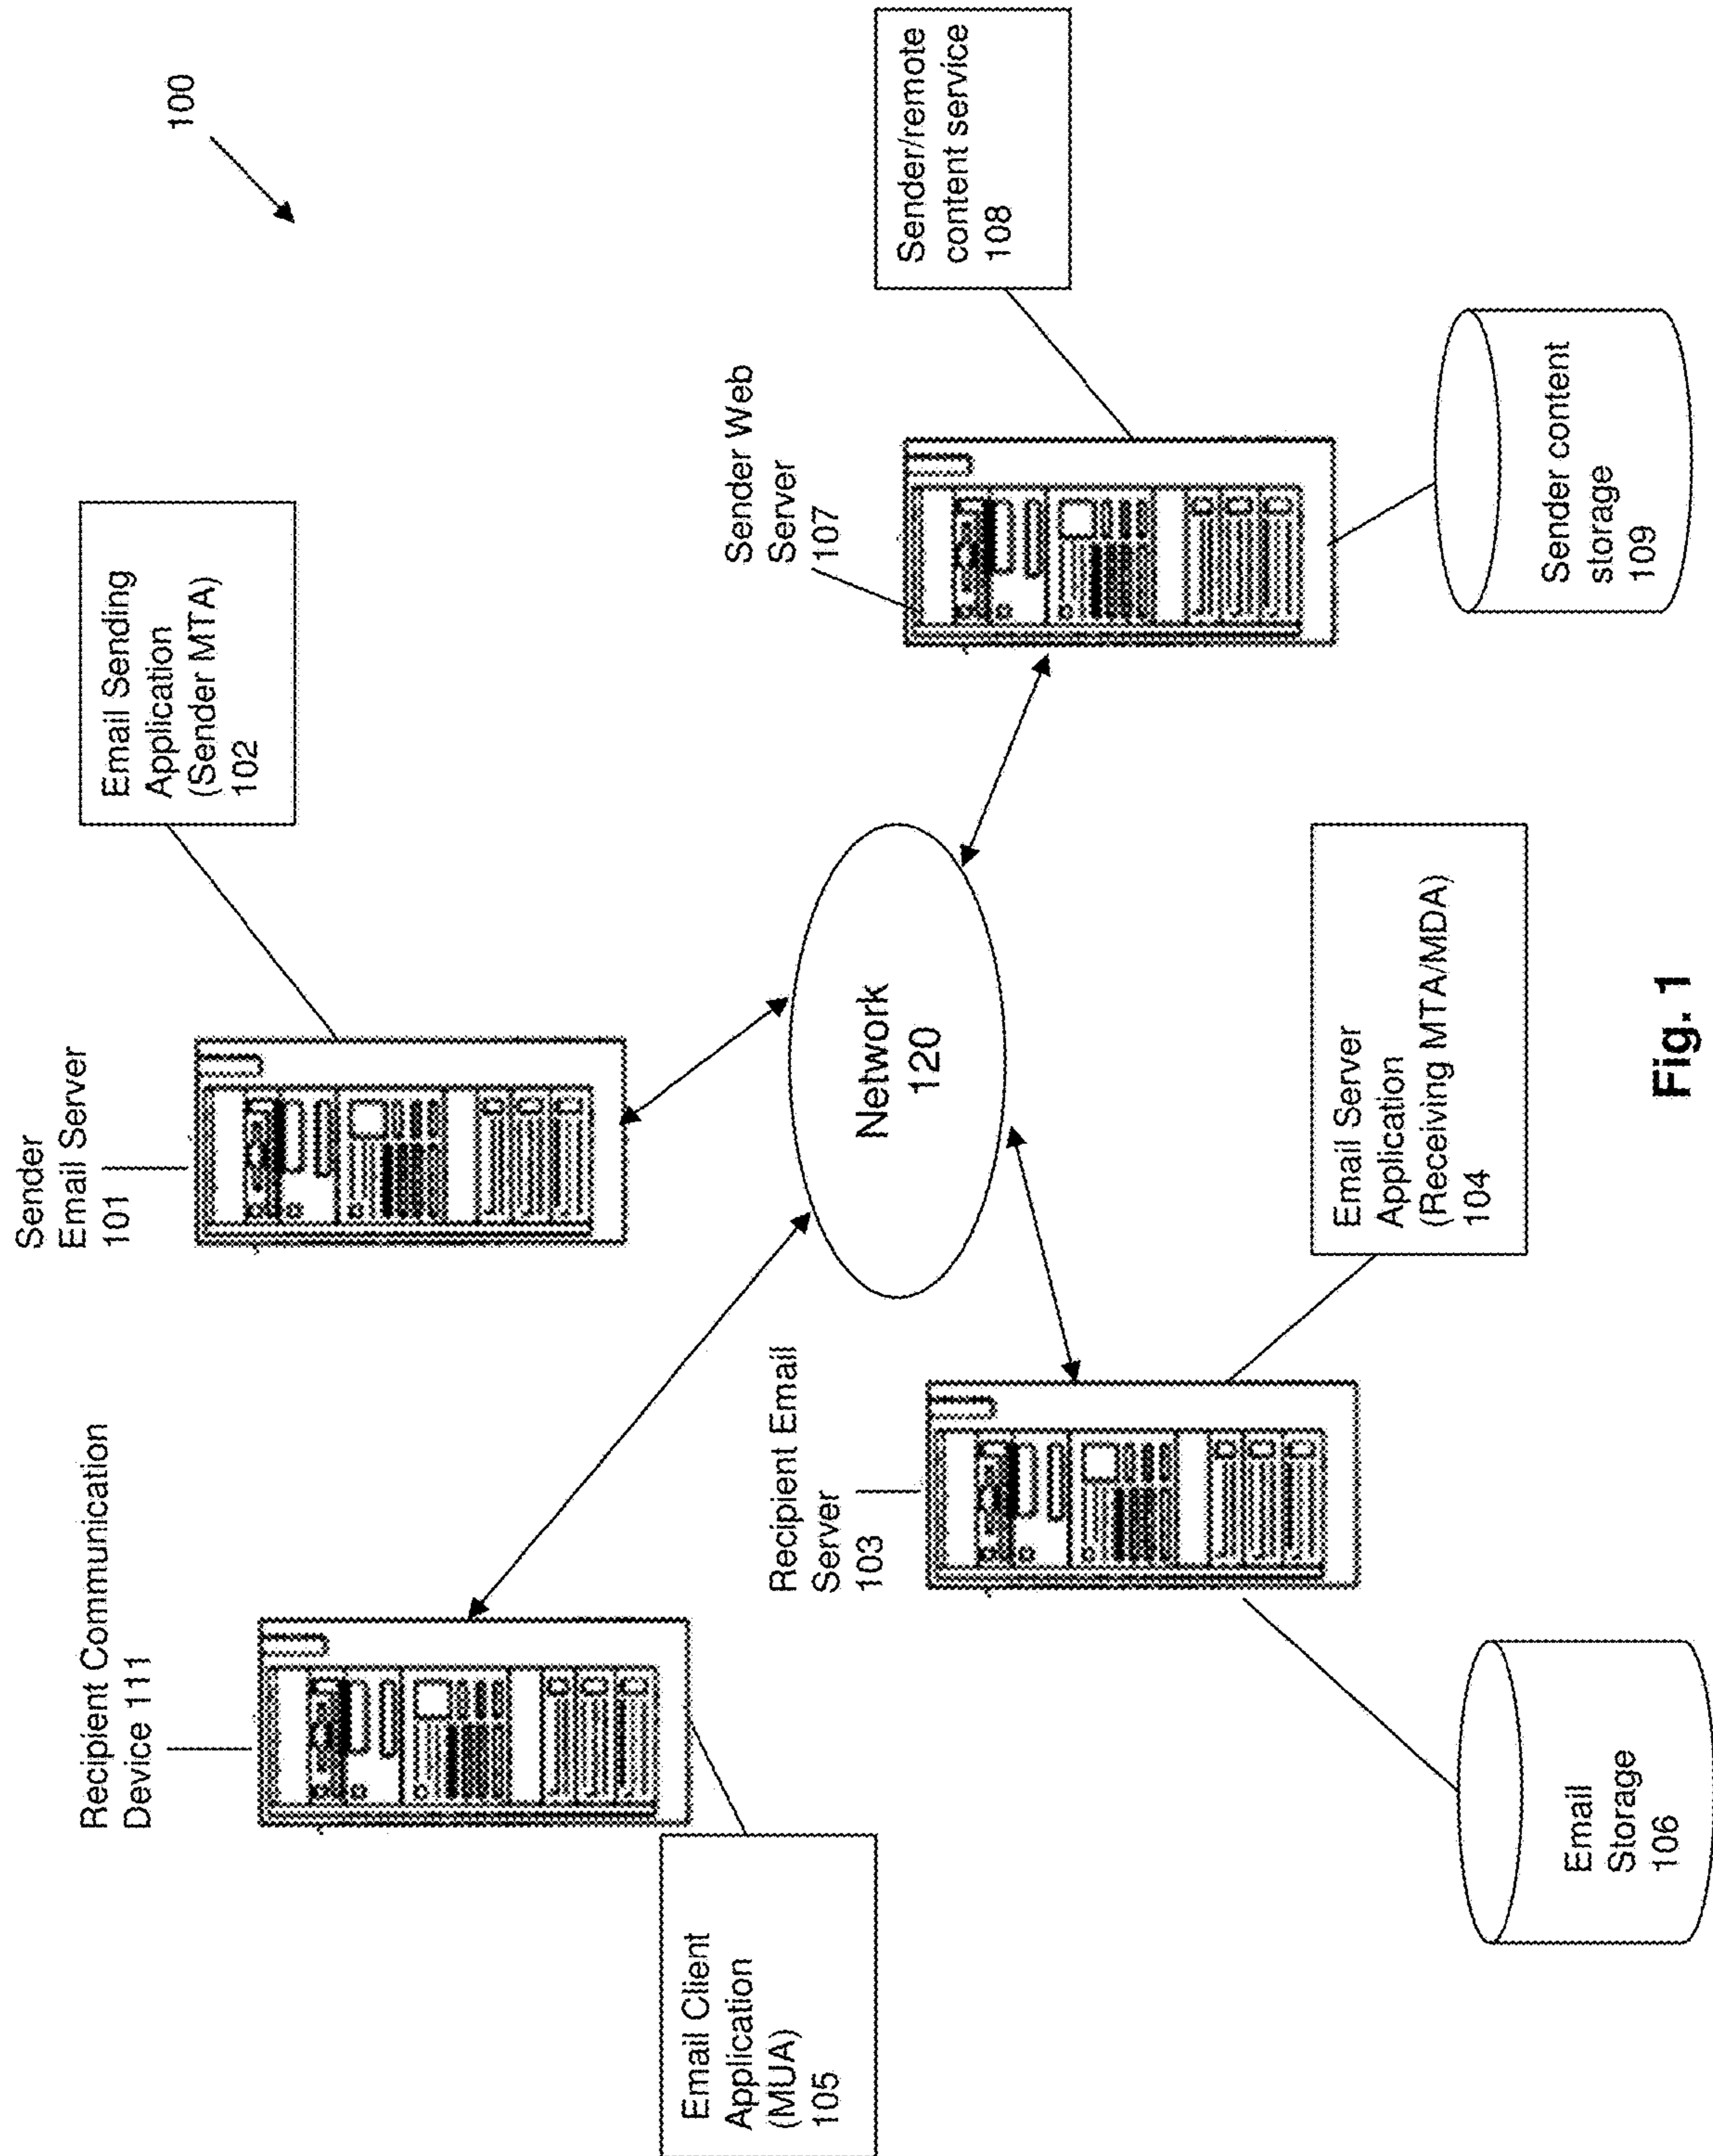 100
Sender
Email Server
101
Email Sending
Application
(Sender MTA)
102
Recipient Communication
Device 111
Email Client
Application
(MUA)
105
Network
120
Sender Web
Server
107
Sender/remote
content service
108
Recipient Email
Server
103
Email Server
Application
(Receiving MTA/MDA)
104
Sender content
storage
109
Email
Storage
106
Fig. 1